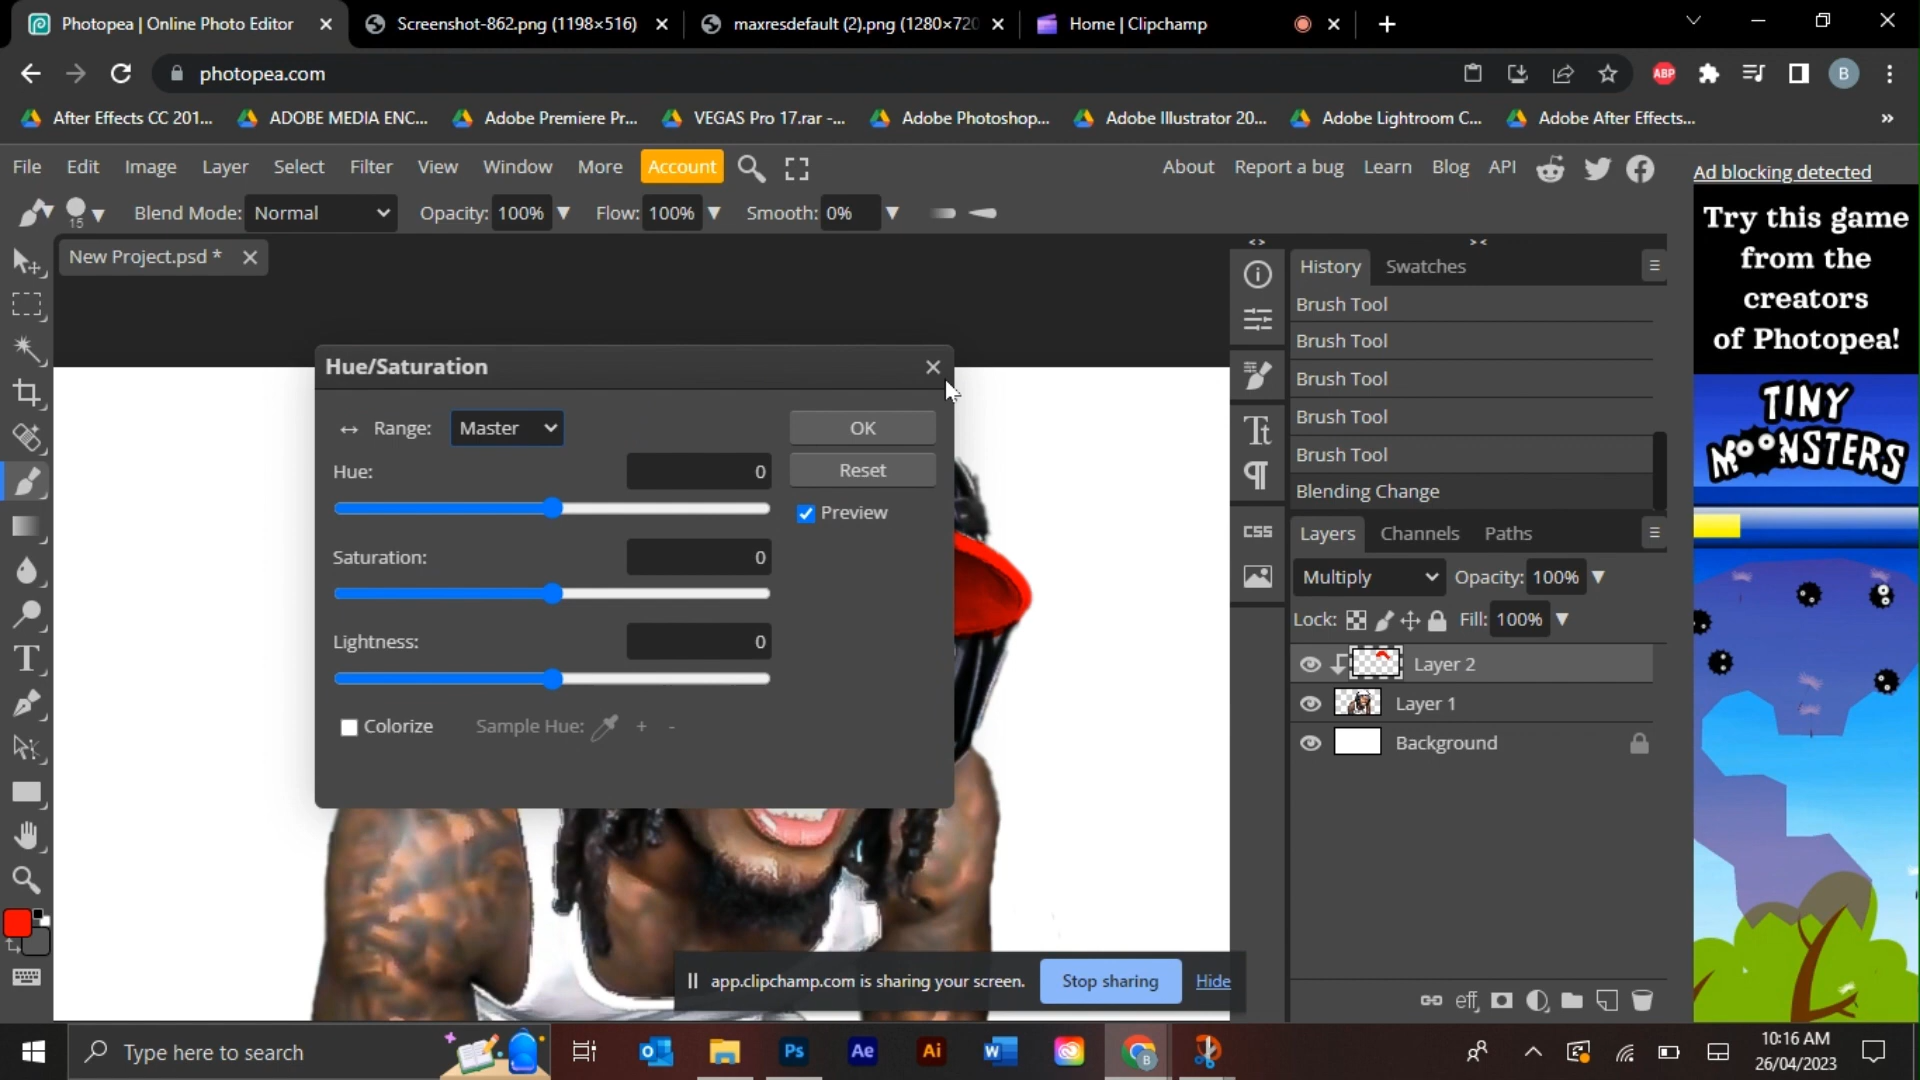 Photopea | Online Photo Editor
Screenshot-862.png (1198×516)
maxresdefault (2).png (1280×720
Home | Clipchamp
photopea.com
ABP
B
After Effects CC 201...
ADOBE MEDIA ENC...
Adobe Premiere Pr...
VEGAS Pro 17.rar -...
Adobe Photoshop...
Adobe Illustrator 20...
Adobe Lightroom C...
Adobe After Effects...
»
File Edit Image Layer Select Filter View Window More Account
About Report a bug Learn Blog API
Ad blocking detected
15
Blend Mode: Normal
Opacity: 100%
Flow: 100%
Smooth: 0%
New Project.psd *
Try this game
from the
creators
of Photopea!
TINY
MOONSTERS
History Swatches
Brush Tool
Brush Tool
Brush Tool
Brush Tool
Brush Tool
Blending Change
Hue/Saturation
Range: Master
OK
Hue: 0
Reset
Preview
Saturation: 0
Lightness: 0
Colorize
Sample Hue: + -
CSS
Layers Channels Paths
Multiply Opacity: 100%
Lock: Fill: 100%
Layer 2
Layer 1
Background
eff
app.clipchamp.com is sharing your screen.
Stop sharing
Hide
Type here to search
Ps
Ae
Ai
W
B
10:16 AM
26/04/2023